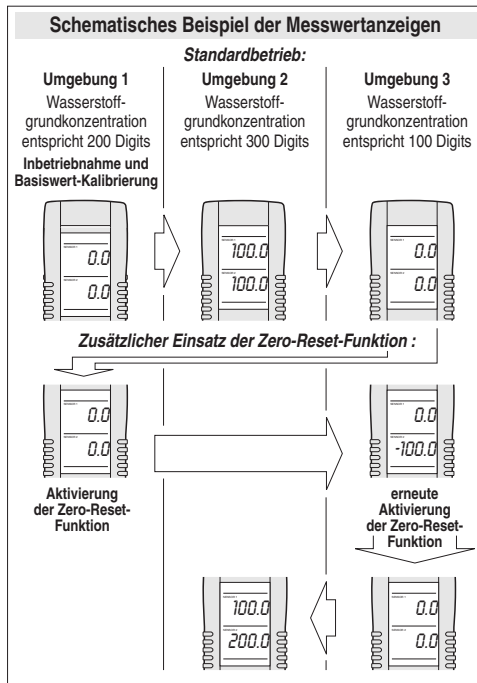 Schematisches Beispiel der Messwertanzeigen
Standardbetrieb:
Umgebung 1
Wasserstoff-
grundkonzentration
entspricht 200 Digits
Inbetriebnahme und
Basiswert-Kalibrierung
Umgebung 2
Wasserstoff-
grundkonzentration
entspricht 300 Digits
Umgebung 3
Wasserstoff-
grundkonzentration
entspricht 100 Digits
0.0
0.0
100.0
100.0
0.0
0.0
Zusätzlicher Einsatz der Zero-Reset-Funktion :
0.0
0.0
Aktivierung
der Zero-Reset-
Funktion
0.0
-100.0
erneute
Aktivierung
der Zero-Reset-
Funktion
100.0
200.0
0.0
0.0